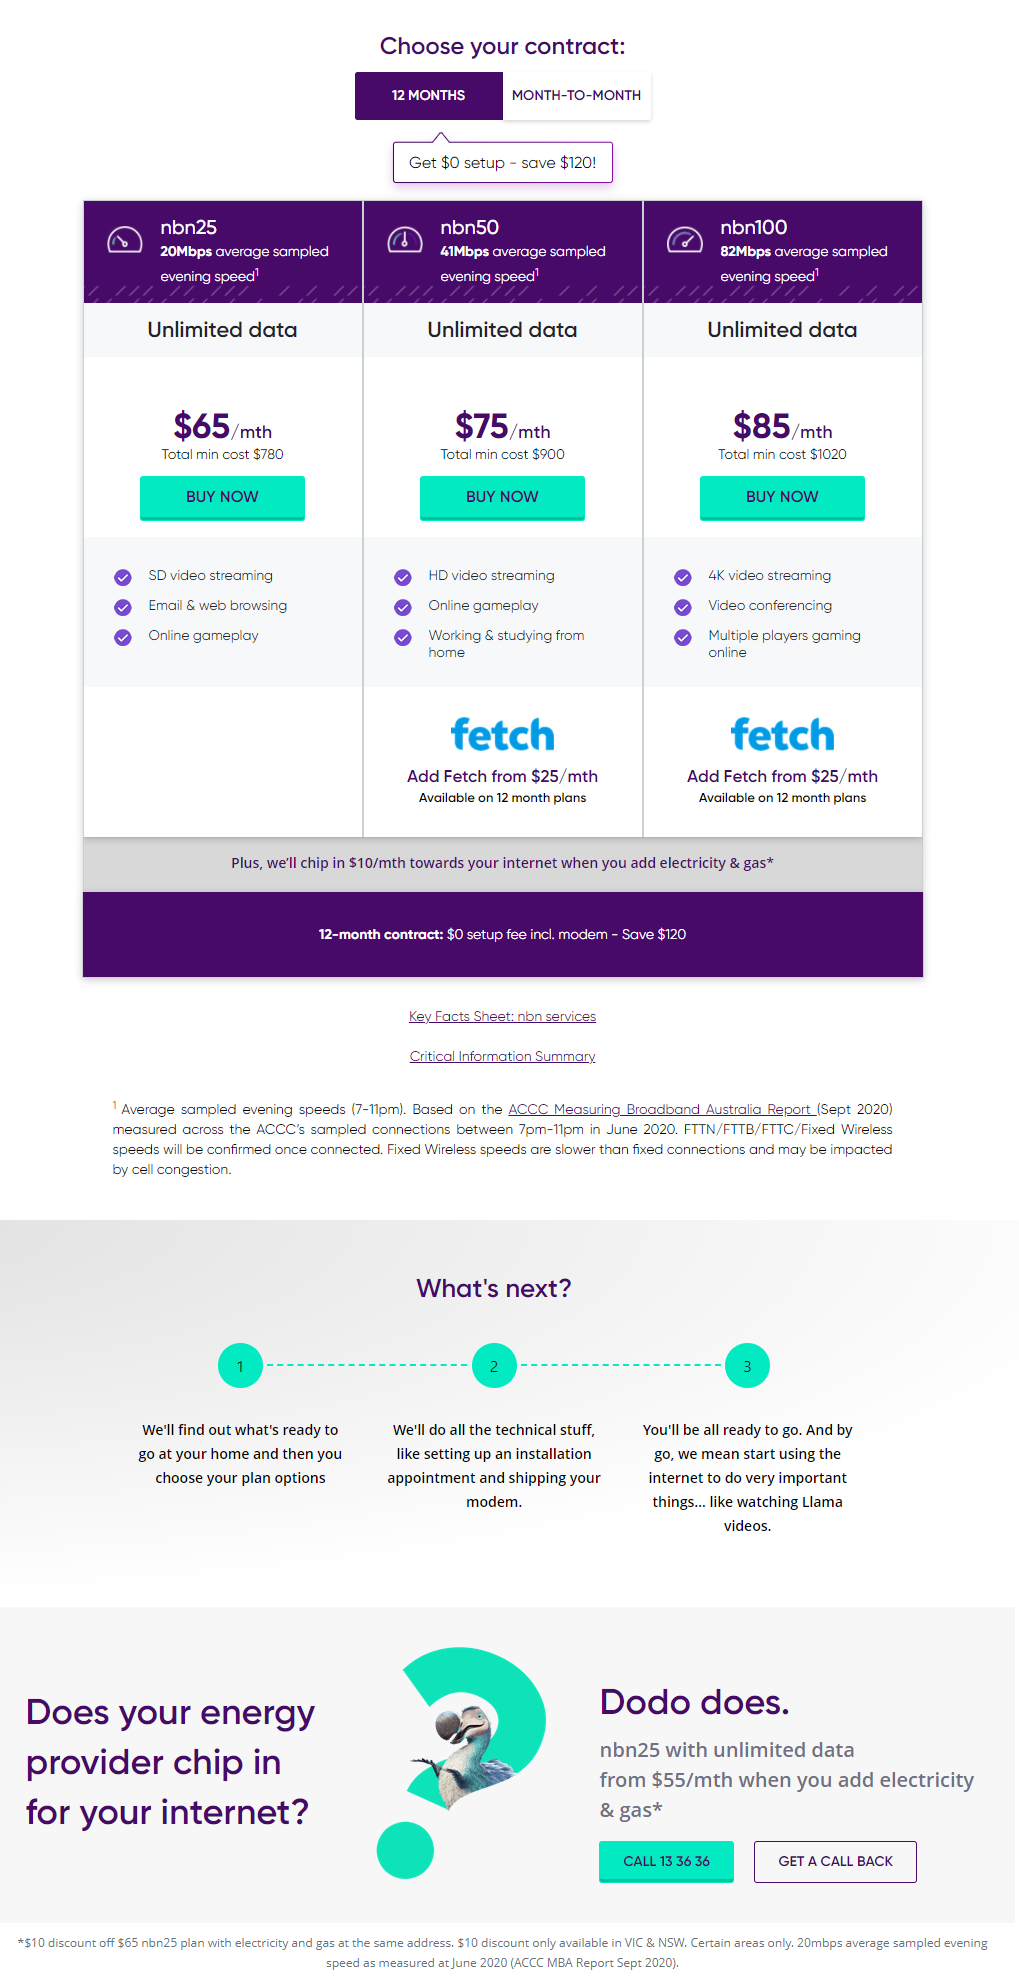 Choose your contract:
12 MONTHS
MONTH-TO-MONTH
Get $0 setup - save $120!
nbn25
20Mbps average sampled
evening speed1
nbn50
41Mbps average sampled
evening speed1
nbn100
82Mbps average sampled
evening speed1
Unlimited data
Unlimited data
Unlimited data
$65/mth
Total min cost $780
BUY NOW
$75/mth
Total min cost $900
BUY NOW
$85/mth
Total min cost $1020
BUY NOW
SD video streaming
Email & web browsing
Online gameplay
HD video streaming
Online gameplay
Working & studying from
home
4K video streaming
Video conferencing
Multiple players gaming
online
fetch
Add Fetch from $25/mth
Available on 12 month plans
fetch
Add Fetch from $25/mth
Available on 12 month plans
Plus, we'll chip in $10/mth towards your internet when you add electricity & gas*
12-month contract: $0 setup fee incl. modem - Save $120
Key Facts Sheet: nbn services
Critical Information Summary
1 Average sampled evening speeds (7-11pm). Based on the ACCC Measuring Broadband Australia Report (Sept 2020)
measured across the ACCC's sampled connections between 7pm-11pm in June 2020. FTTN/FTTB/FTTC/Fixed Wireless
speeds will be confirmed once connected. Fixed Wireless speeds are slower than fixed connections and may be impacted
by cell congestion.
What's next?
1
2
3
We'll find out what's ready to
go at your home and then you
choose your plan options
We'll do all the technical stuff,
like setting up an installation
appointment and shipping your
modem.
You'll be all ready to go. And by
go, we mean start using the
internet to do very important
things... like watching Llama
videos.
Does your energy
provider chip in
for your internet?
Dodo does.
nbn25 with unlimited data
from $55/mth when you add electricity
& gas*
CALL 13 36 36
GET A CALL BACK
*$10 discount off $65 nbn25 plan with electricity and gas at the same address. $10 discount only available in VIC & NSW. Certain areas only. 20mbps average sampled evening
speed as measured at June 2020 (ACCC MBA Report Sept 2020).